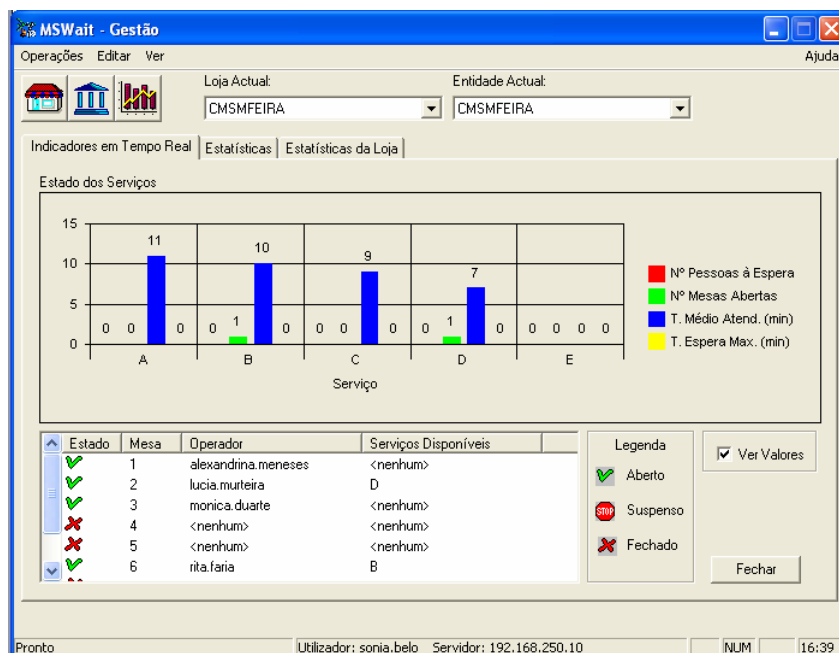 MSWait - Gestão
Operações Editar Ver Ajuda
Loja Actual: Entidade Actual:
CMSMFEIRA CMSMFEIRA
Indicadores em Tempo Real Estatísticas Estatísticas da Loja
Estado dos Serviços
15
10
5
0
11
10
9
7
0 0 0 0 1 0 0 0 0 0 1 0 0 0 0 0
A B C D E
Serviço
Nº Pessoas à Espera
Nº Mesas Abertas
T. Médio Atend. (min)
T. Espera Max. (min)
Estado Mesa Operador Serviços Disponíveis
1 alexandrina.meneses <nenhum>
2 lucia.murteira D
3 monica.duarte <nenhum>
4 <nenhum> <nenhum>
5 <nenhum> <nenhum>
6 rita.faria B
Legenda
Aberto
STOP Suspenso
Fechado
Ver Valores
Fechar
Pronto Utilizador: sonia.belo Servidor: 192.168.250.10 NUM 16:39